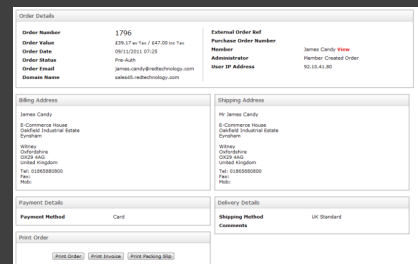 Order Details
Order Number 1796
Order Value £39.17 ex Tax / £47.00 inc Tax
Order Date 09/11/2011 07:25
Order Status Pre-Auth
Order Email james.candy@redtechnology.com
Domain Name sales05.redtechnology.com
External Order Ref
Purchase Order Number
Member James Candy View
Administrator Member Created Order
User IP Address 92.10.41.80
Billing Address
James Candy
E-Commerce House
Oakfield Industrial Estate
Eynsham
Witney
Oxfordshire
OX29 4AG
United Kingdom
Tel: 01865880800
Fax:
Mob:
Shipping Address
Mr James Candy
E-Commerce House
Oakfield Industrial Estate
Eynsham
Witney
Oxfordshire
OX29 4AG
United Kingdom
Tel: 01865880800
Fax:
Mob:
Payment Details
Payment Method Card
Delivery Details
Shipping Method UK Standard
Comments
Print Order
Print Order Print Invoice Print Packing Slip